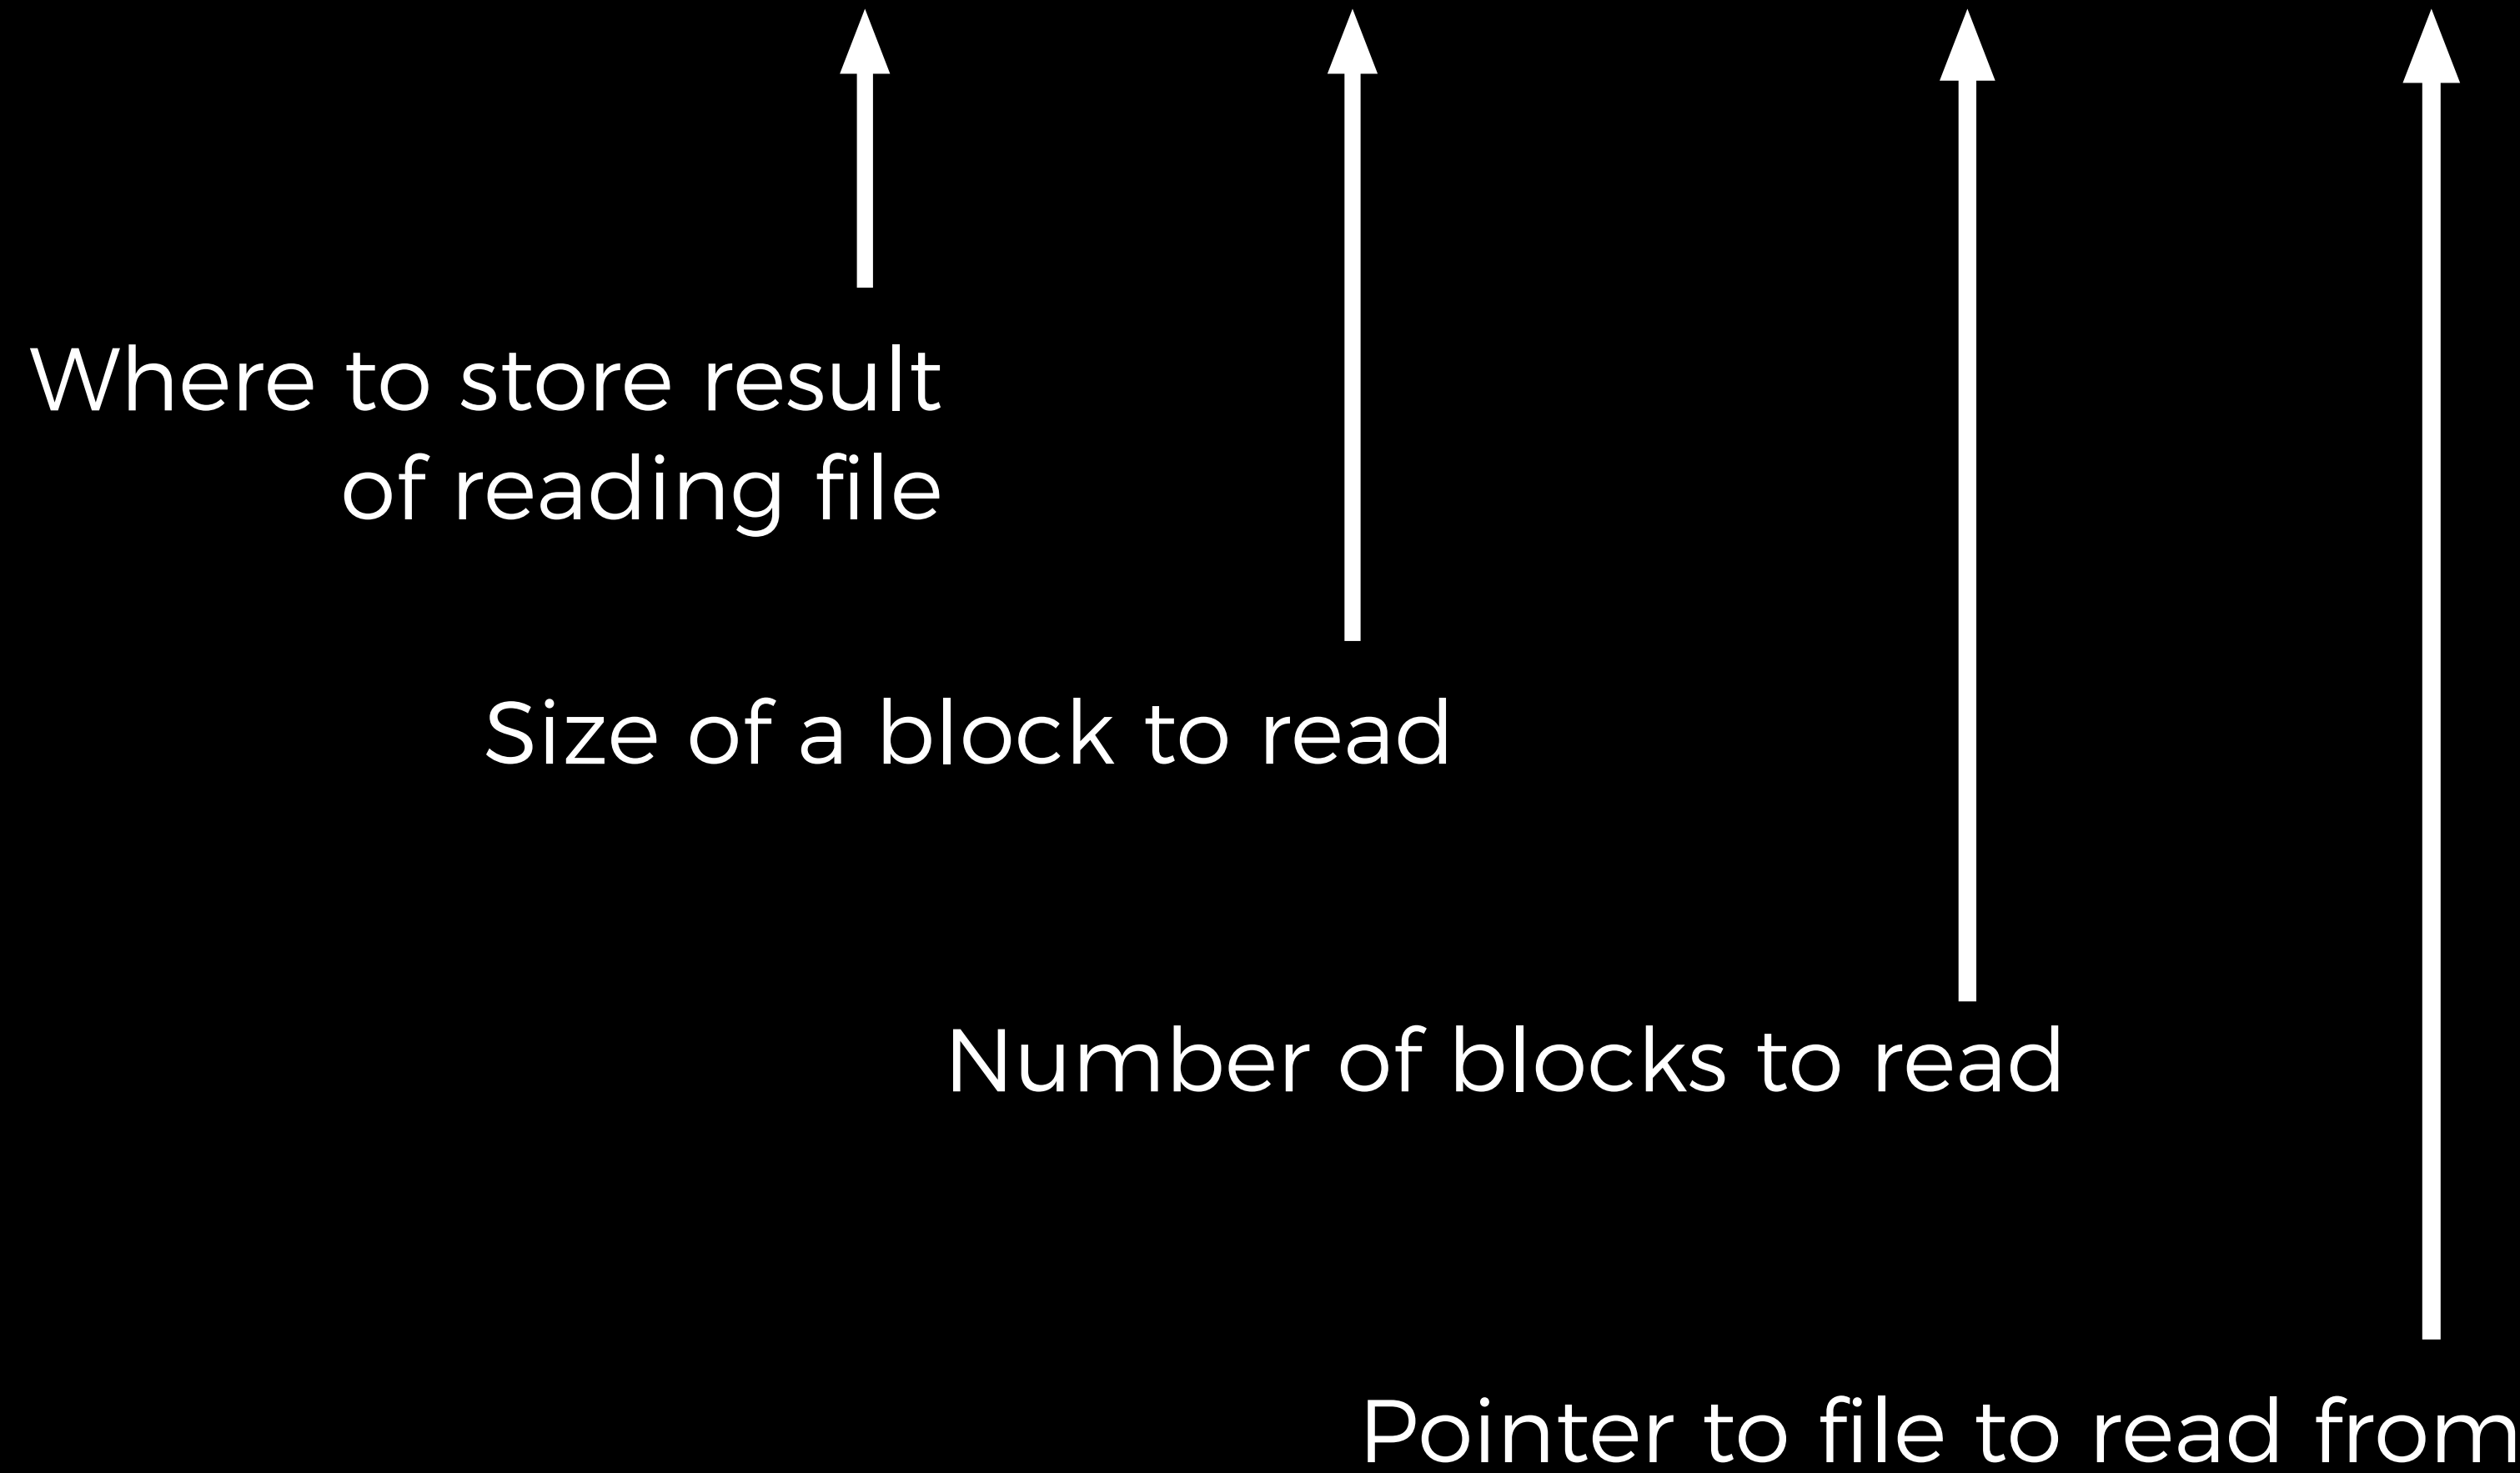 Where to store result
of reading file
Size of a block to read
Number of blocks to read
Pointer to file to read from